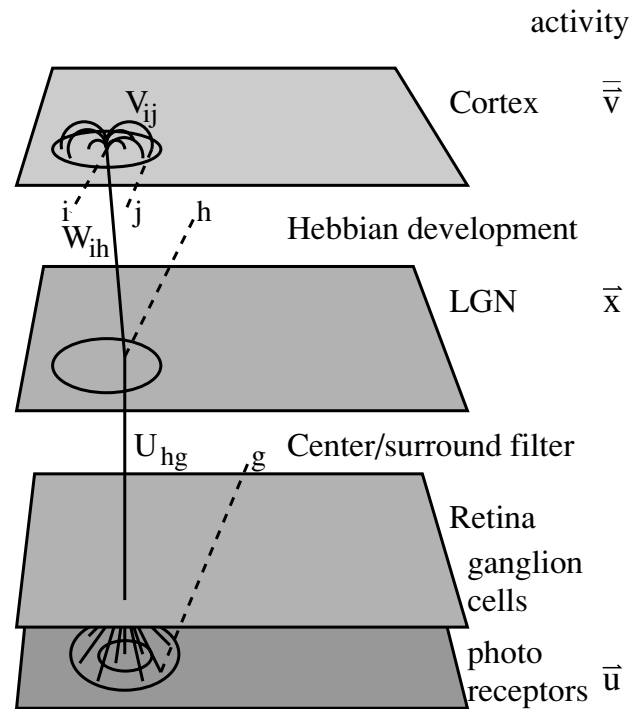 activity
V_ij
Cortex v̄⃗
i j h
W_ih
Hebbian development
LGN x⃗
U_hg
Center/surround filter
g
Retina
ganglion
cells
photo
receptors u⃗